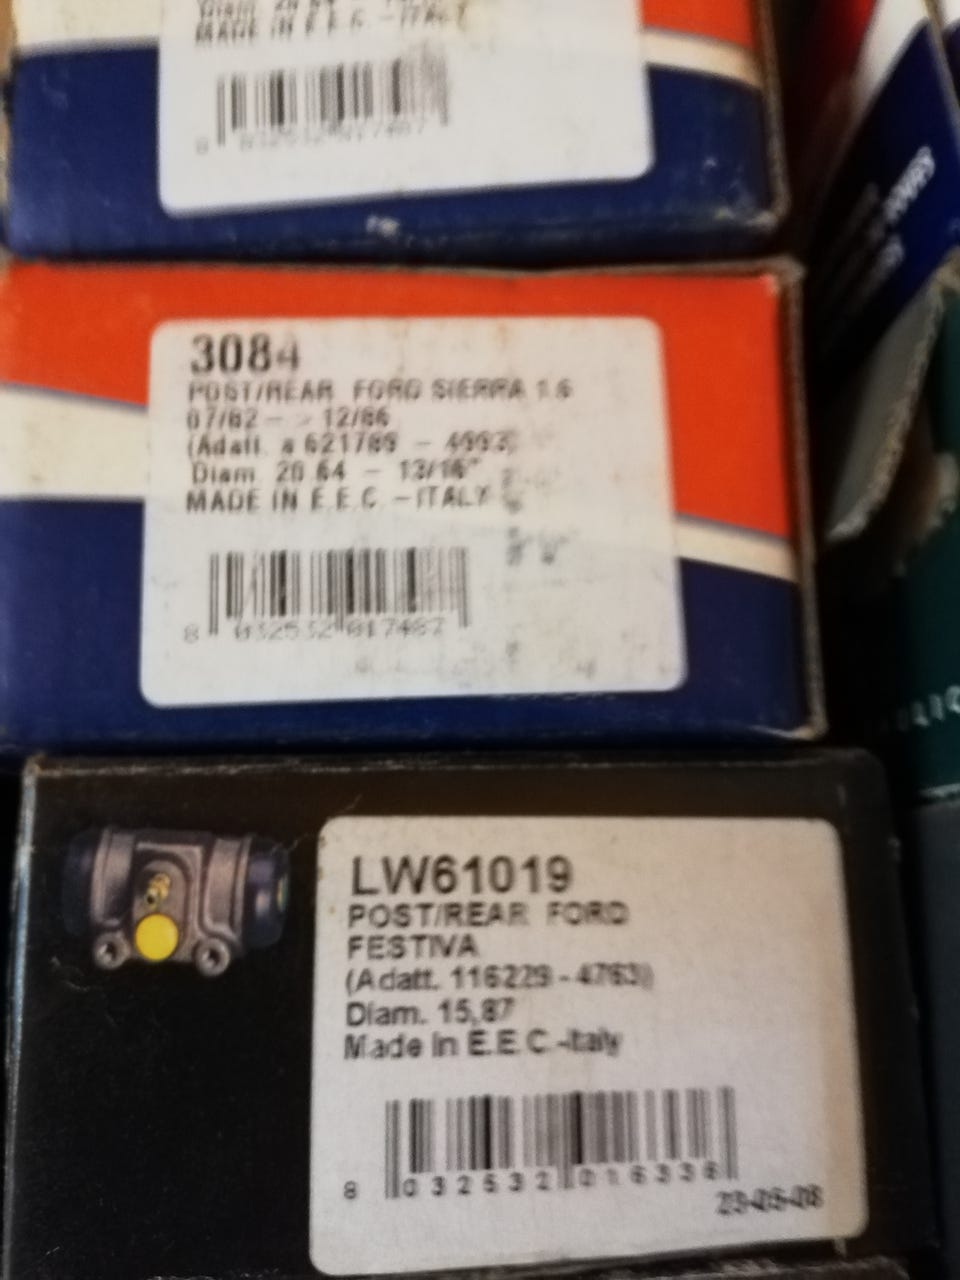 MADE IN E.E.C. - ITALY
3084
POST/REAR FORD SIERRA 1.6
07/82 - > 12/86
(Adatt. a 621789 - 4993)
Diam. 20.64 - 13/16"
MADE IN E.E.C. - ITALY
8 032532 017487
LW61019
POST/REAR FORD
FESTIVA
(Adatt. 116229 - 4763)
Diam. 15,87
Made in E.E.C.-Italy
8 032532 016336
23-05-08